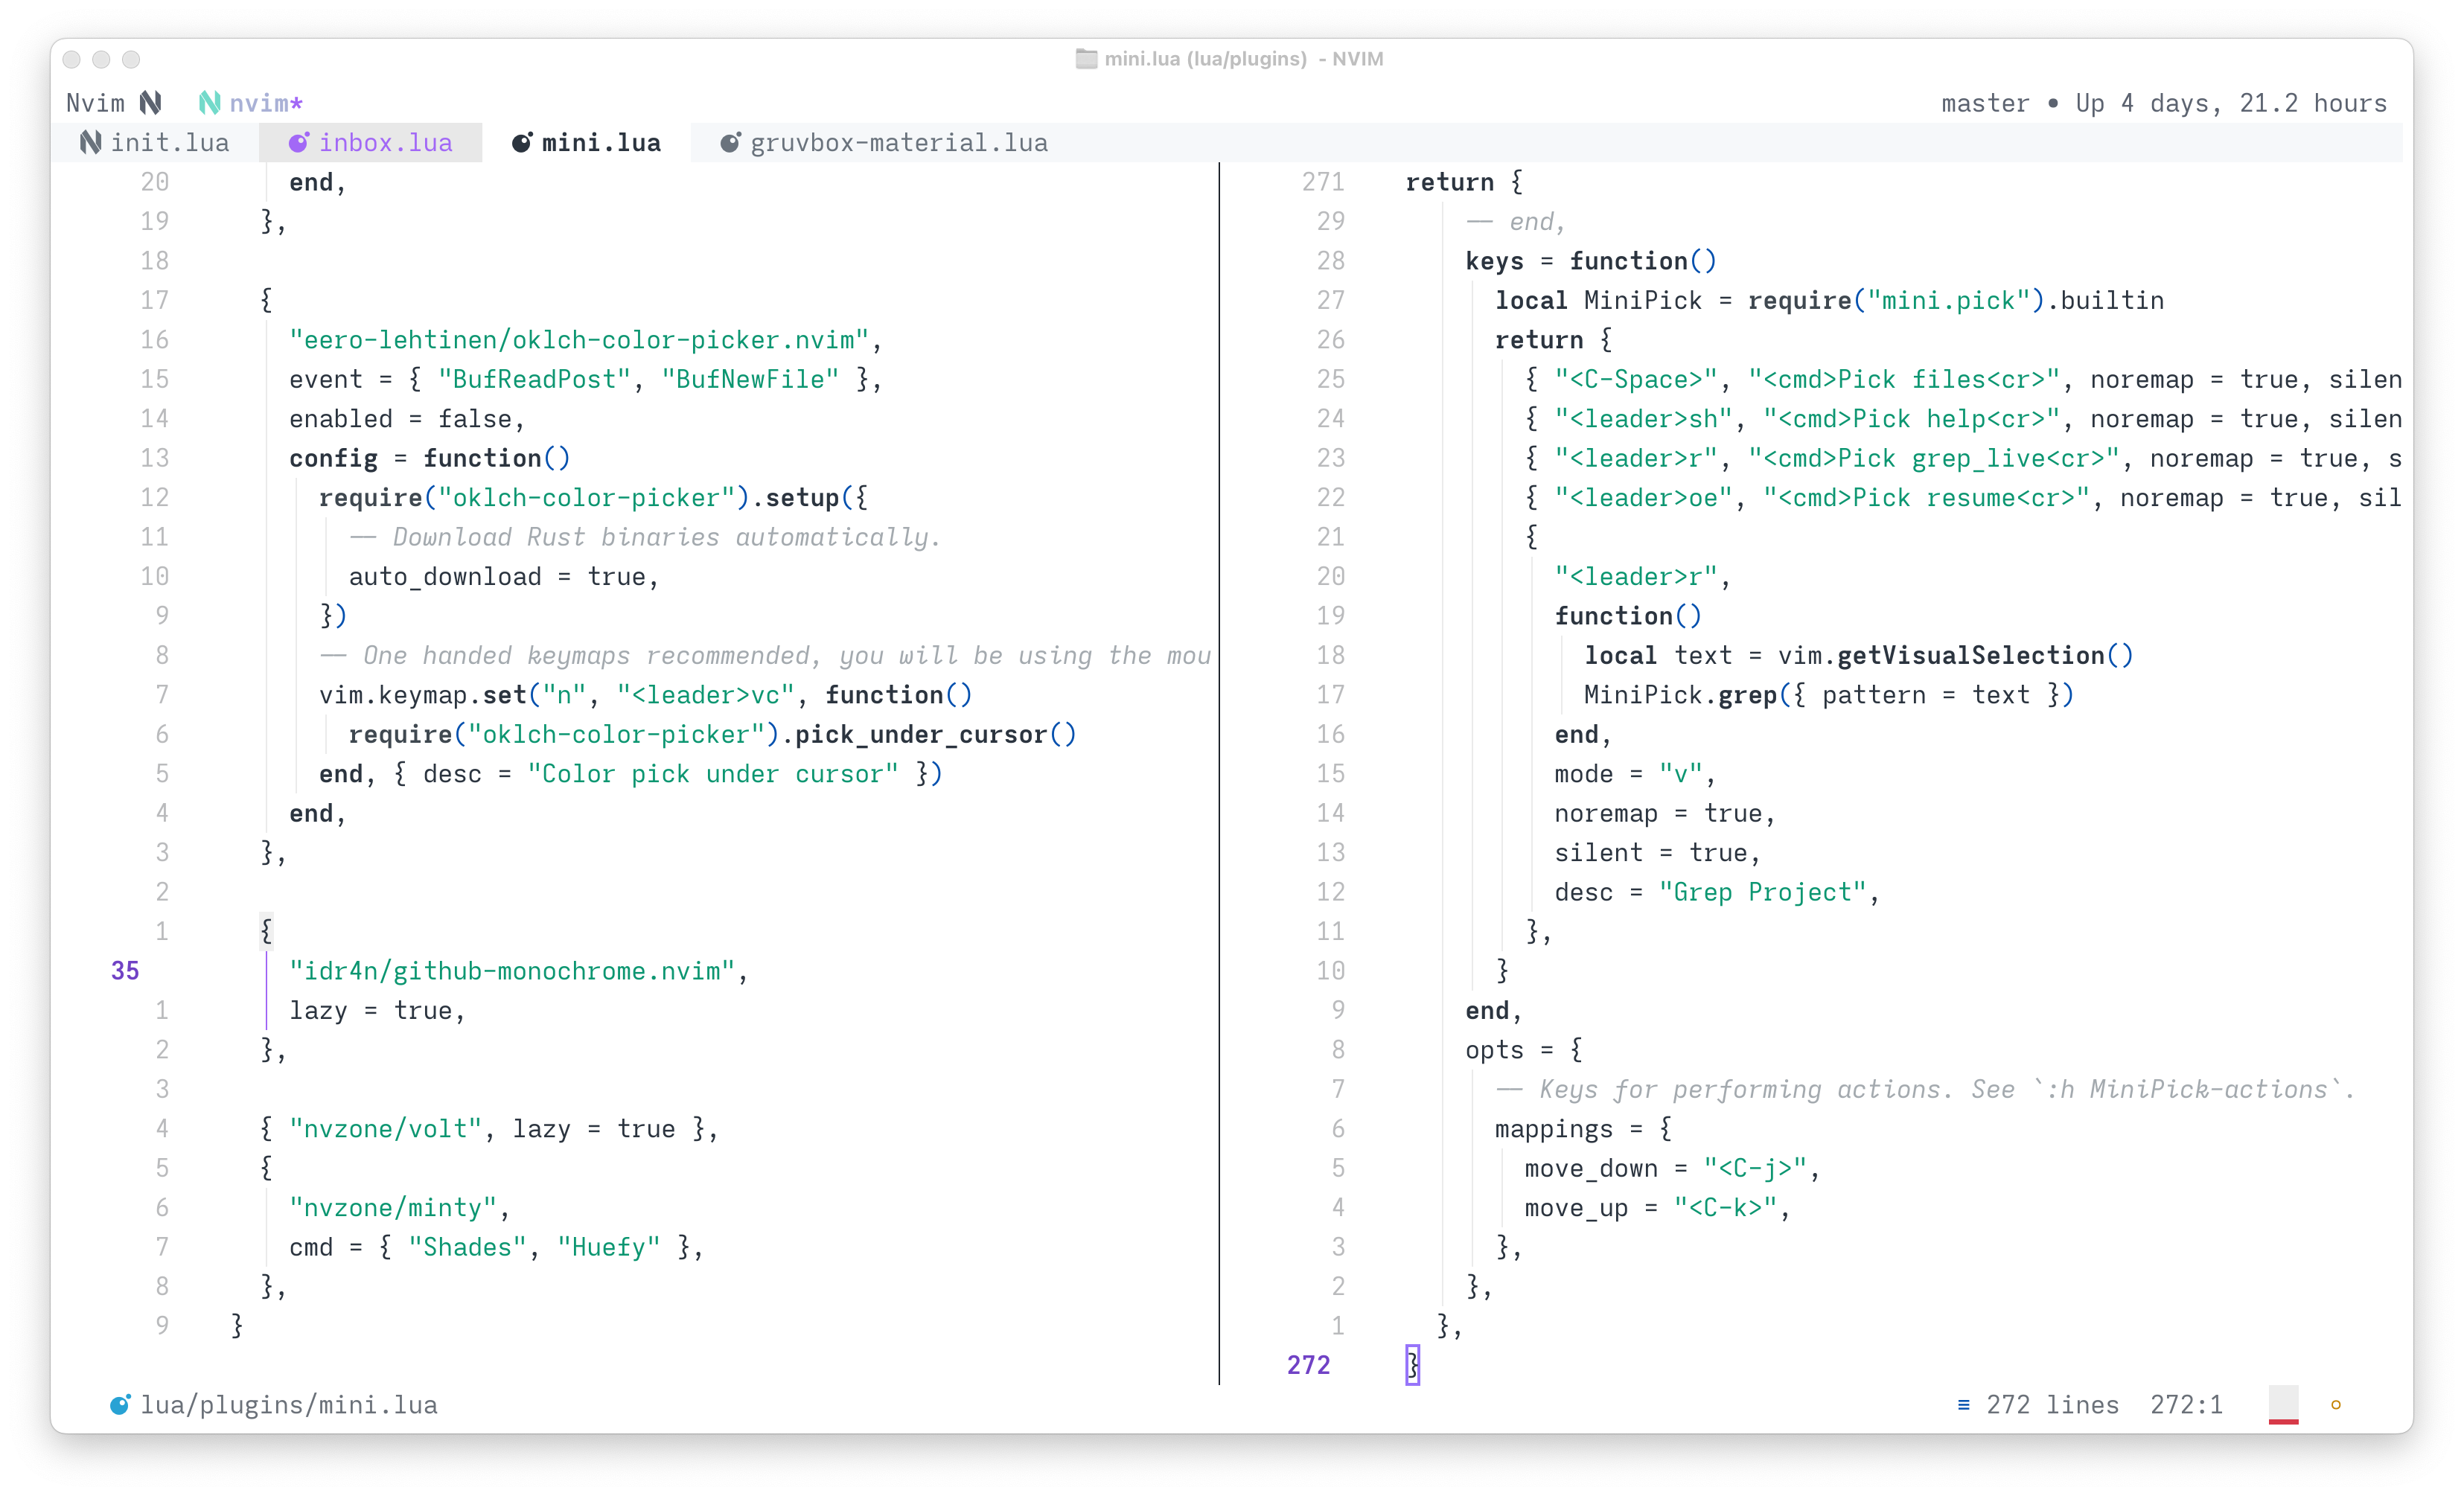 mini.lua (lua/plugins) - NVIM
Nvim nvim* master • Up 4 days, 21.2 hours
init.lua inbox.lua mini.lua gruvbox-material.lua
20 end,
19 },
18
17 {
16 "eero-lehtinen/oklch-color-picker.nvim",
15 event = { "BufReadPost", "BufNewFile" },
14 enabled = false,
13 config = function()
12 require("oklch-color-picker").setup({
11 -- Download Rust binaries automatically.
10 auto_download = true,
9 })
8 -- One handed keymaps recommended, you will be using the mou
7 vim.keymap.set("n", "<leader>vc", function()
6 require("oklch-color-picker").pick_under_cursor()
5 end, { desc = "Color pick under cursor" })
4 end,
3 },
2
1 {
35 "idr4n/github-monochrome.nvim",
1 lazy = true,
2 },
3
4 { "nvzone/volt", lazy = true },
5 {
6 "nvzone/minty",
7 cmd = { "Shades", "Huefy" },
8 },
9 }
271 return {
29 -- end,
28 keys = function()
27 local MiniPick = require("mini.pick").builtin
26 return {
25 { "<C-Space>", "<cmd>Pick files<cr>", noremap = true, silen
24 { "<leader>sh", "<cmd>Pick help<cr>", noremap = true, silen
23 { "<leader>r", "<cmd>Pick grep_live<cr>", noremap = true, s
22 { "<leader>oe", "<cmd>Pick resume<cr>", noremap = true, sil
21 {
20 "<leader>r",
19 function()
18 local text = vim.getVisualSelection()
17 MiniPick.grep({ pattern = text })
16 end,
15 mode = "v",
14 noremap = true,
13 silent = true,
12 desc = "Grep Project",
11 },
10 }
9 end,
8 opts = {
7 -- Keys for performing actions. See `:h MiniPick-actions`.
6 mappings = {
5 move_down = "<C-j>",
4 move_up = "<C-k>",
3 },
2 },
1 },
272 }
lua/plugins/mini.lua ≡ 272 lines 272:1